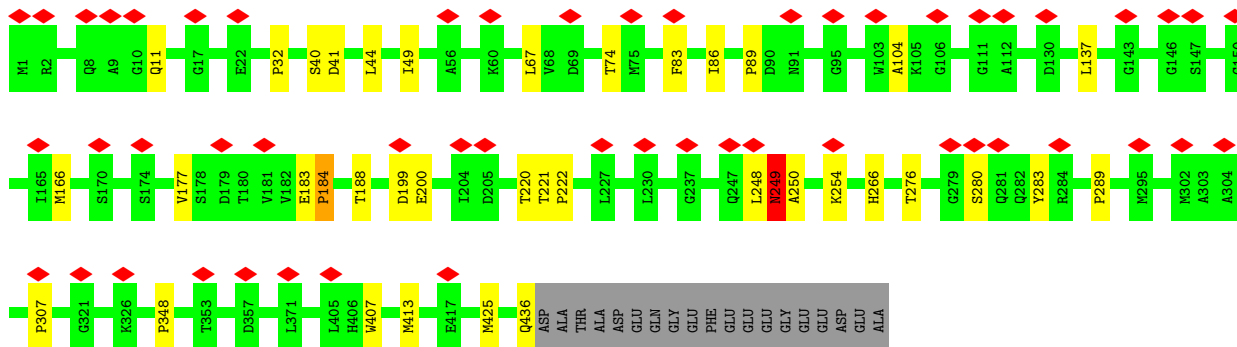 M1 R2 Q8 A9 G10 Q11 G17 E22 P32 S40 D41 L44 I49 A56 K60 L67 V68 D69 T74 M75 F83 I86 P89 D90 N91 G95 W103 A104 K105 G106 G111 A112 D130 L137 G143 G146 S147
I165 M166 S170 S174 V177 S178 D179 T180 V181 V182 E183 P184 T188 D199 E200 I204 D205 T220 T221 P222 L227 L230 G237 Q247 L248 N249 A250 K254 H266 T276 G279 S280 Q281 Q282 Y283 R284 P289 M295 M302 A303 A304
P307 G321 K326 P348 T353 D357 L371 L405 H406 W407 M413 E417 M425 Q436 ASP ALA THR ALA ASP GLU GLN GLY GLU PHE GLU GLU GLU GLY GLU GLU ASP GLU ALA